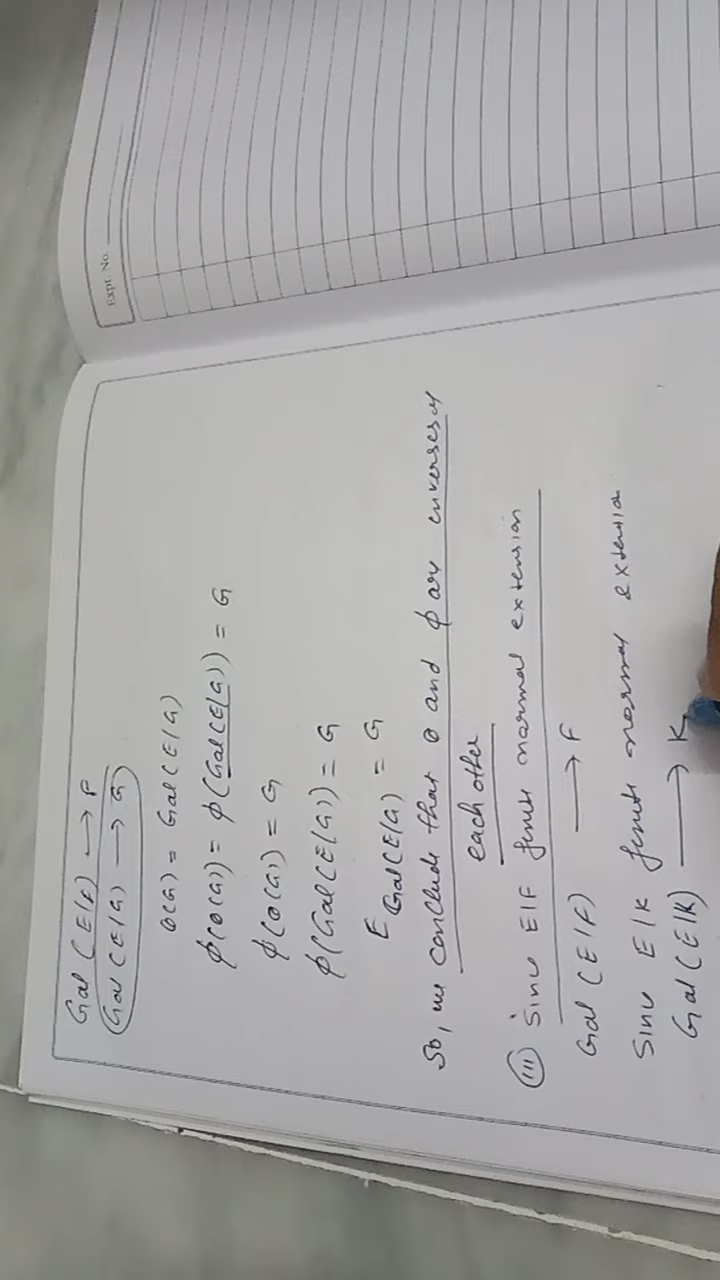 Expt. No.
Gal (E/F) → F
Gal (E/G) → G
θ(G) = Gal (E/G)
ϕ(θ(G)) = ϕ(Gal(E/G)) = G
ϕ(θ(G)) = G
ϕ(Gal(E/G)) = G
E Gal(E/G) = G
So, we conclude that θ and ϕ are inverses of
each other
(iii) Since E|F finite normal extension
Gal (E/F) → F
Since E|K finite normal extension
Gal(E|K) → K